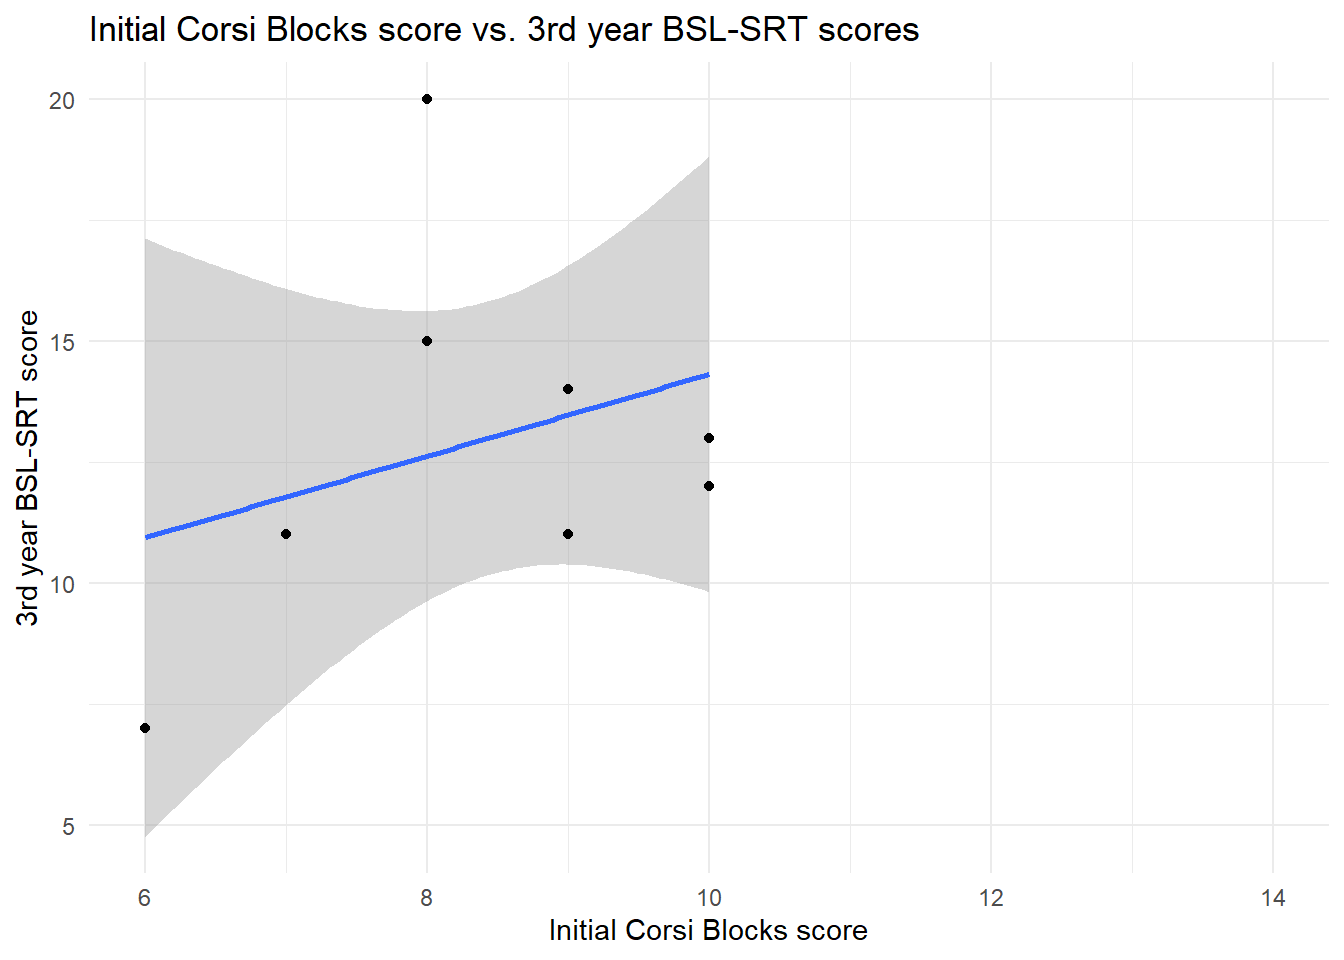 Initial Corsi Blocks score vs. 3rd year BSL-SRT scores
20
15
10
5
3rd year BSL-SRT score
6 8 10 12 14
Initial Corsi Blocks score